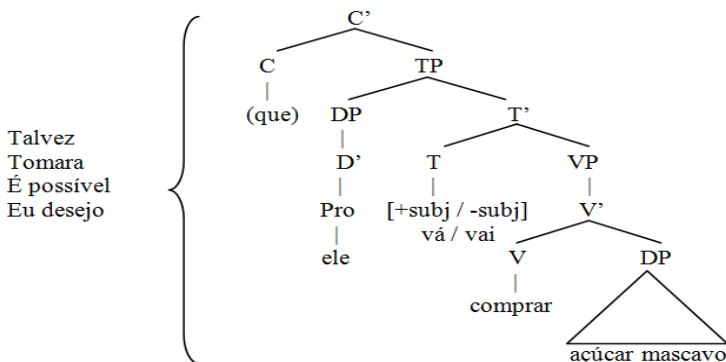 C'
C TP
(que) DP T'
Talvez
Tomara D' T VP
É possível
Eu desejo Pro [+subj / -subj] V'
vá / vai
ele V DP
comprar
açúcar mascavo